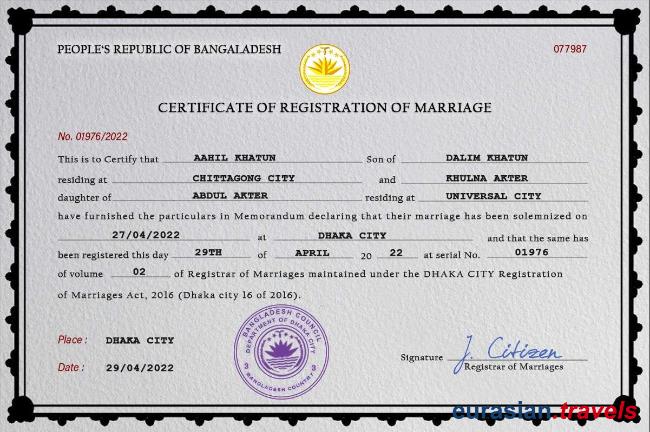 PEOPLE'S REPUBLIC OF BANGLADESH 077987
CERTIFICATE OF REGISTRATION OF MARRIAGE
No. 01976/2022
This is to Certify that AAHIL KHATUN Son of DALIM KHATUN
residing at CHITTAGONG CITY and KHULNA AKTER
daughter of ABDUL AKTER residing at UNIVERSAL CITY
have furnished the particulars in Memorandum declaring that their marriage has been solemnized on
27/04/2022 at DHAKA CITY and that the same has
been registered this day 29TH of APRIL 20 22 at serial No. 01976
of volume 02 of Registrar of Marriages maintained under the DHAKA CITY Registration
of Marriages Act, 2016 (Dhaka city 16 of 2016).
BANGLADESH COUNCIL
DEPARTMENT OF DHAKA CITY
BANGLADESH COUNTRY
Place : DHAKA CITY
Date : 29/04/2022
Signature J. Citizen
Registrar of Marriages
eurasian.travels